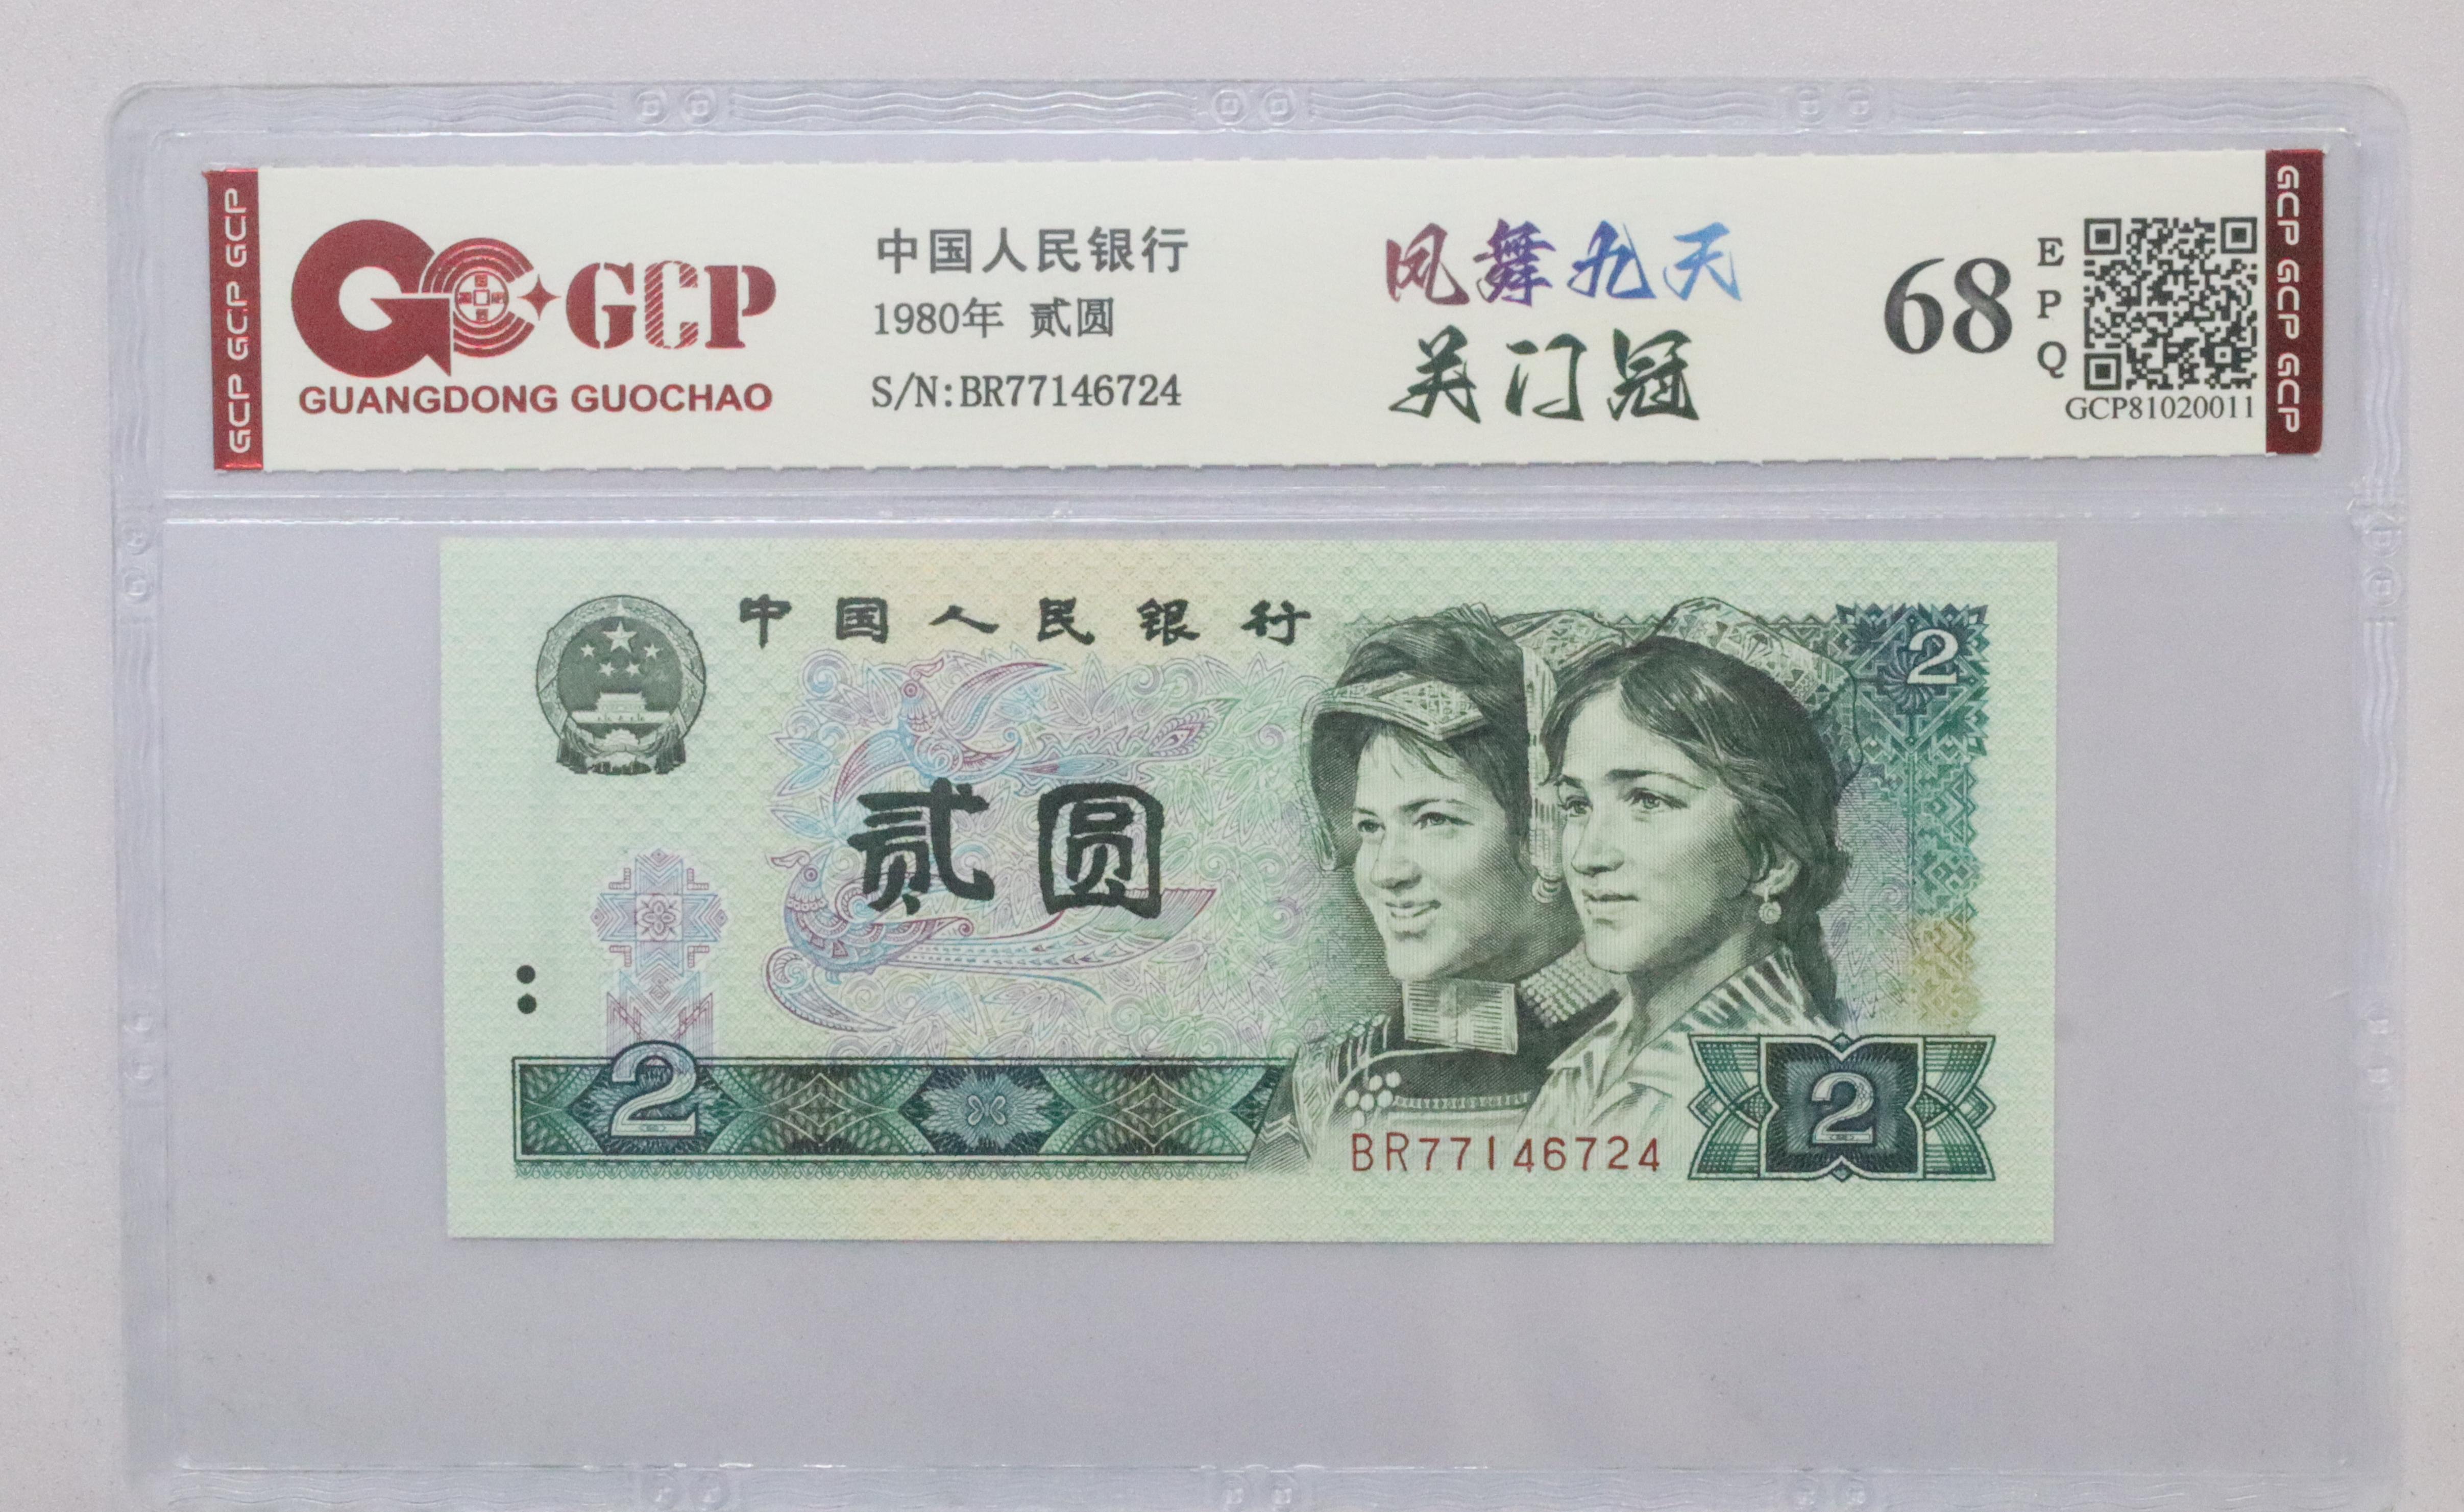 GCP GCP GCP
GCP
GUANGDONG GUOCHAO
中国人民银行
1980年 贰圆
S/N:BR77146724
凤舞九天
关门冠
68
E
P
Q
GCP81020011
GCP GCP GCP
中国人民银行
2
贰圆
2
BR77146724
2